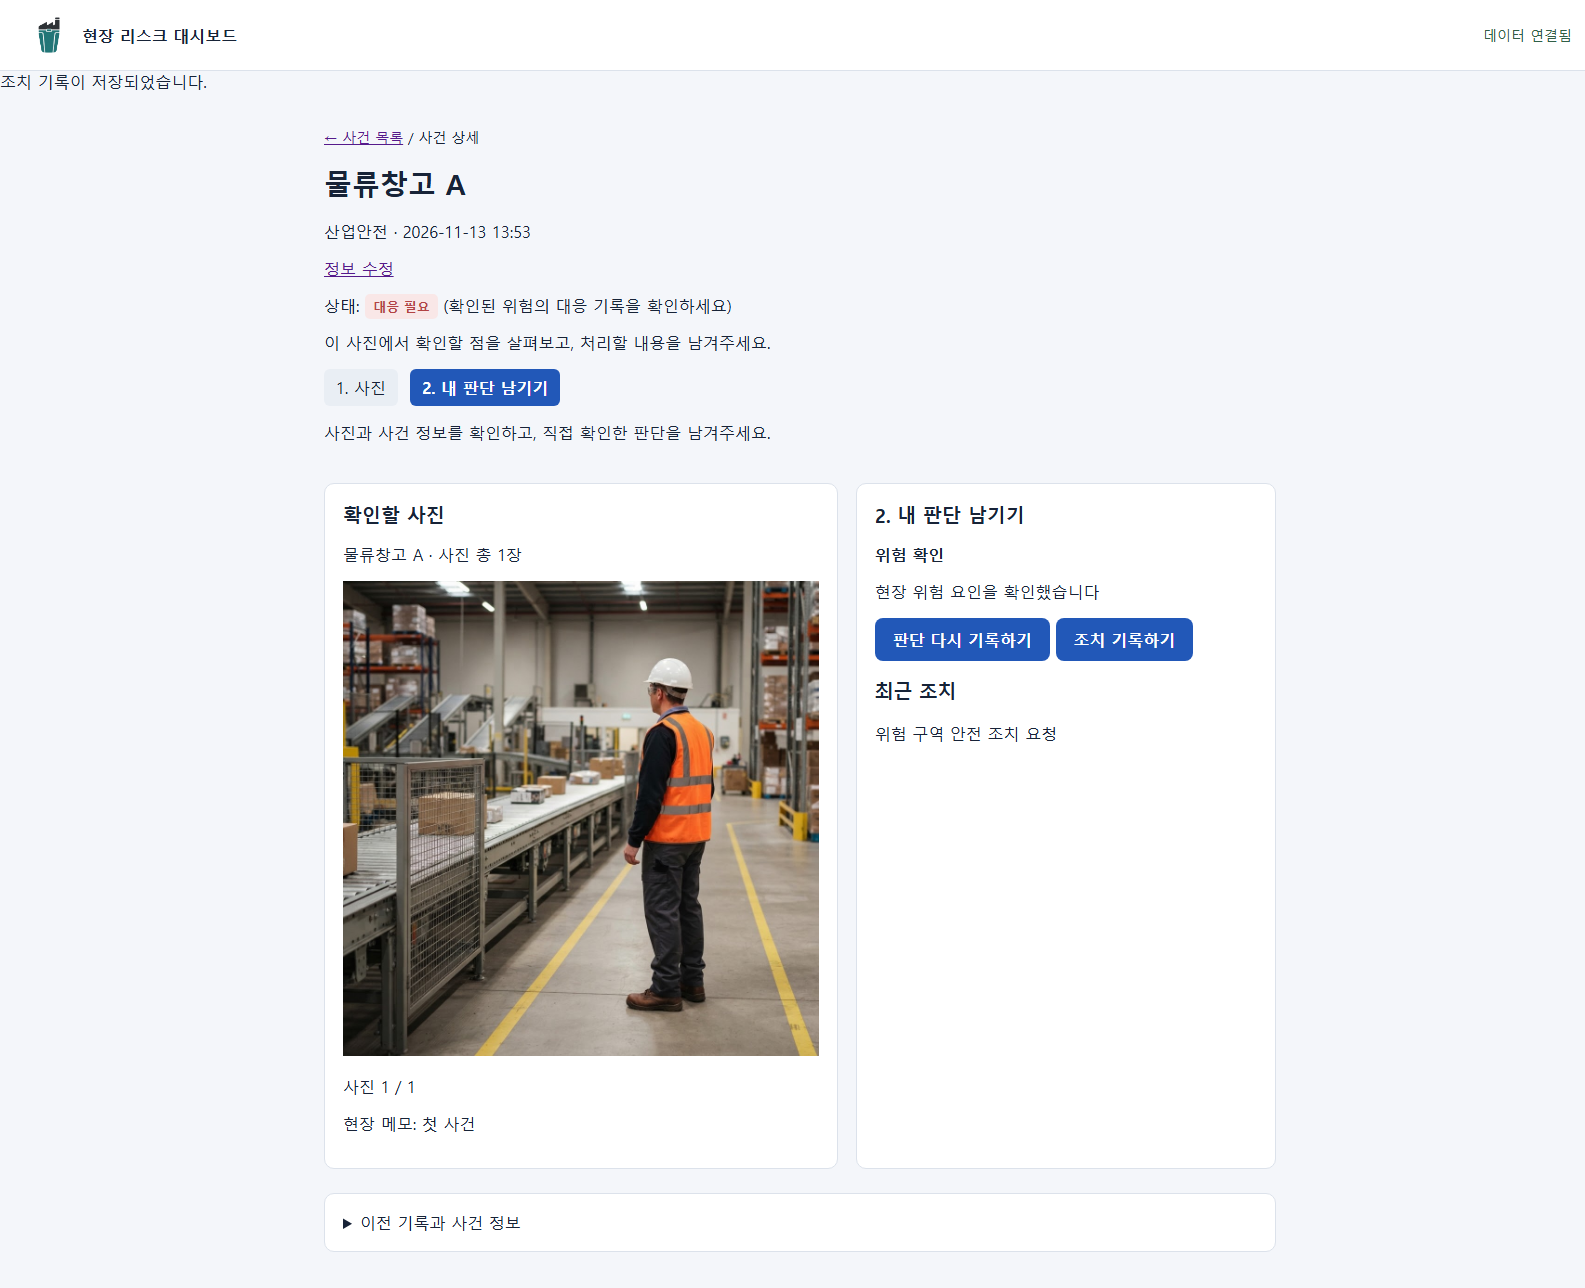 현장 리스크 대시보드
데이터 연결됨
조치 기록이 저장되었습니다.
← 사건 목록 / 사건 상세
물류창고 A
산업안전 · 2026-11-13 13:53
정보 수정
상태: 대응 필요 (확인된 위험의 대응 기록을 확인하세요)
이 사진에서 확인할 점을 살펴보고, 처리할 내용을 남겨주세요.
1. 사진
2. 내 판단 남기기
사진과 사건 정보를 확인하고, 직접 확인한 판단을 남겨주세요.
확인할 사진
물류창고 A · 사진 총 1장
사진 1 / 1
현장 메모: 첫 사건
2. 내 판단 남기기
위험 확인
현장 위험 요인을 확인했습니다
판단 다시 기록하기
조치 기록하기
최근 조치
위험 구역 안전 조치 요청
▶ 이전 기록과 사건 정보